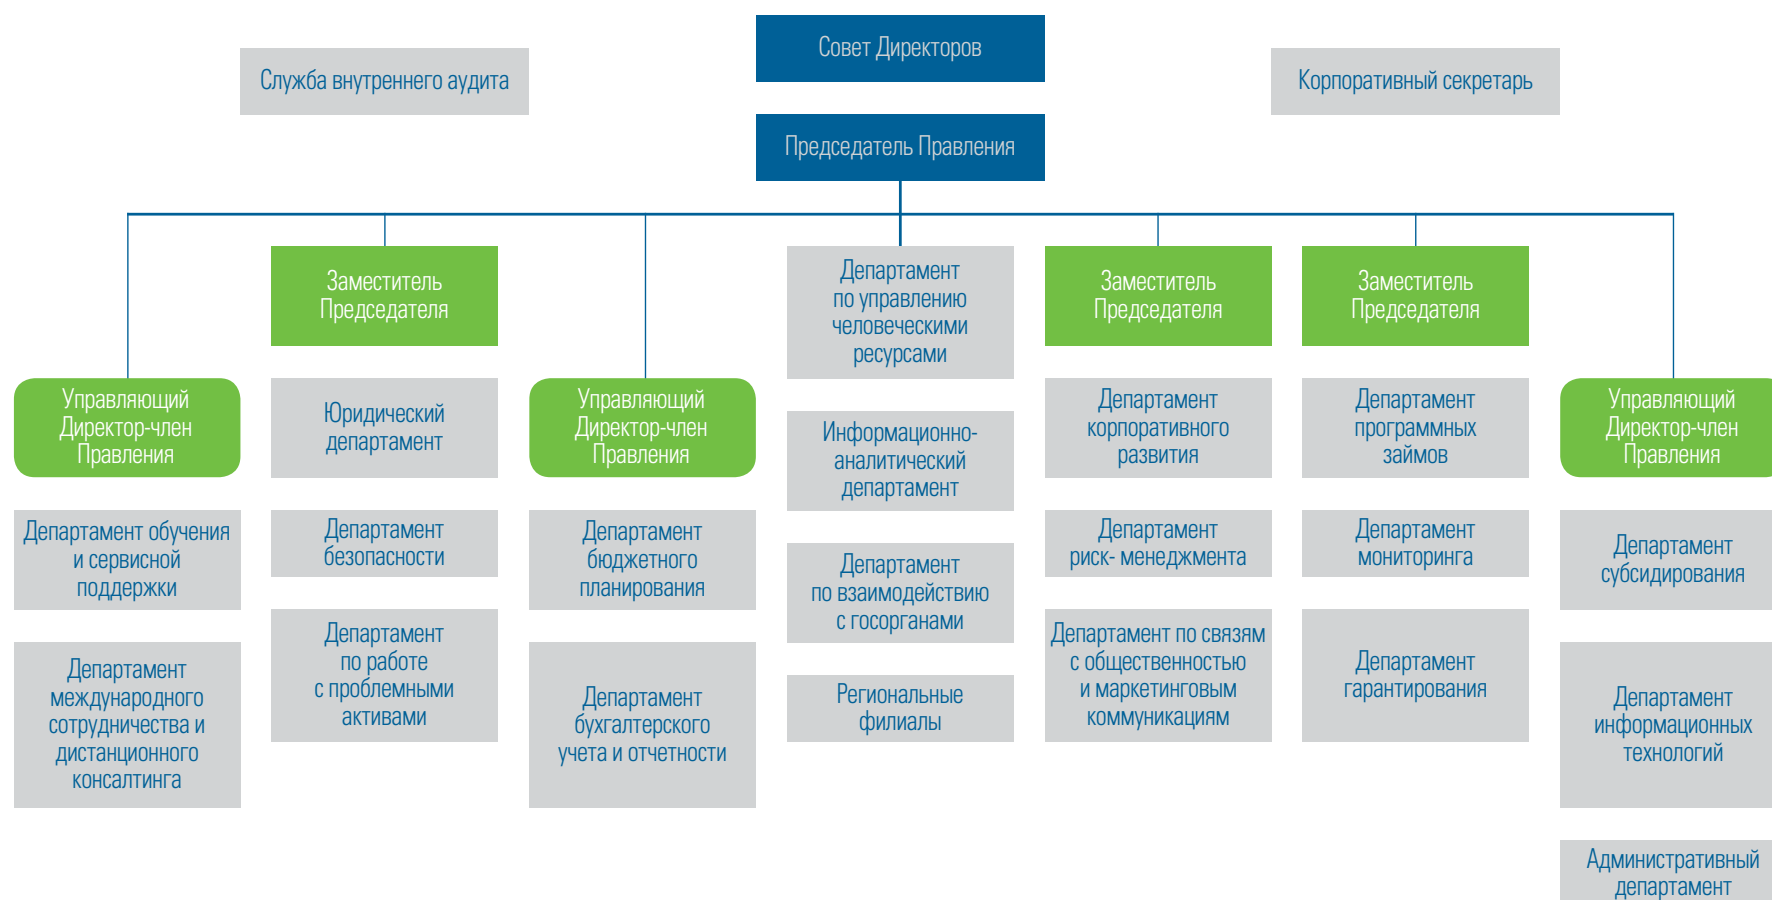 Совет Директоров
Служба внутреннего аудита
Корпоративный секретарь
Председатель Правления
Управляющий
Директор-член
Правления
Департамент обучения
и сервисной
поддержки
Департамент
международного
сотрудничества и
дистанционного
консалтинга
Заместитель
Председателя
Юридический
департамент
Департамент
безопасности
Департамент
по работе
с проблемными
активами
Управляющий
Директор-член
Правления
Департамент
бюджетного
планирования
Департамент
бухгалтерского
учета и отчетности
Департамент
по управлению
человеческими
ресурсами
Информационно-
аналитический
департамент
Департамент
по взаимодействию
с госорганами
Региональные
филиалы
Заместитель
Председателя
Департамент
корпоративного
развития
Департамент
риск- менеджмента
Департамент по связям
с общественностью
и маркетинговым
коммуникациям
Заместитель
Председателя
Департамент
программных
займов
Департамент
мониторинга
Департамент
гарантирования
Управляющий
Директор-член
Правления
Департамент
субсидирования
Департамент
информационных
технологий
Административный
департамент